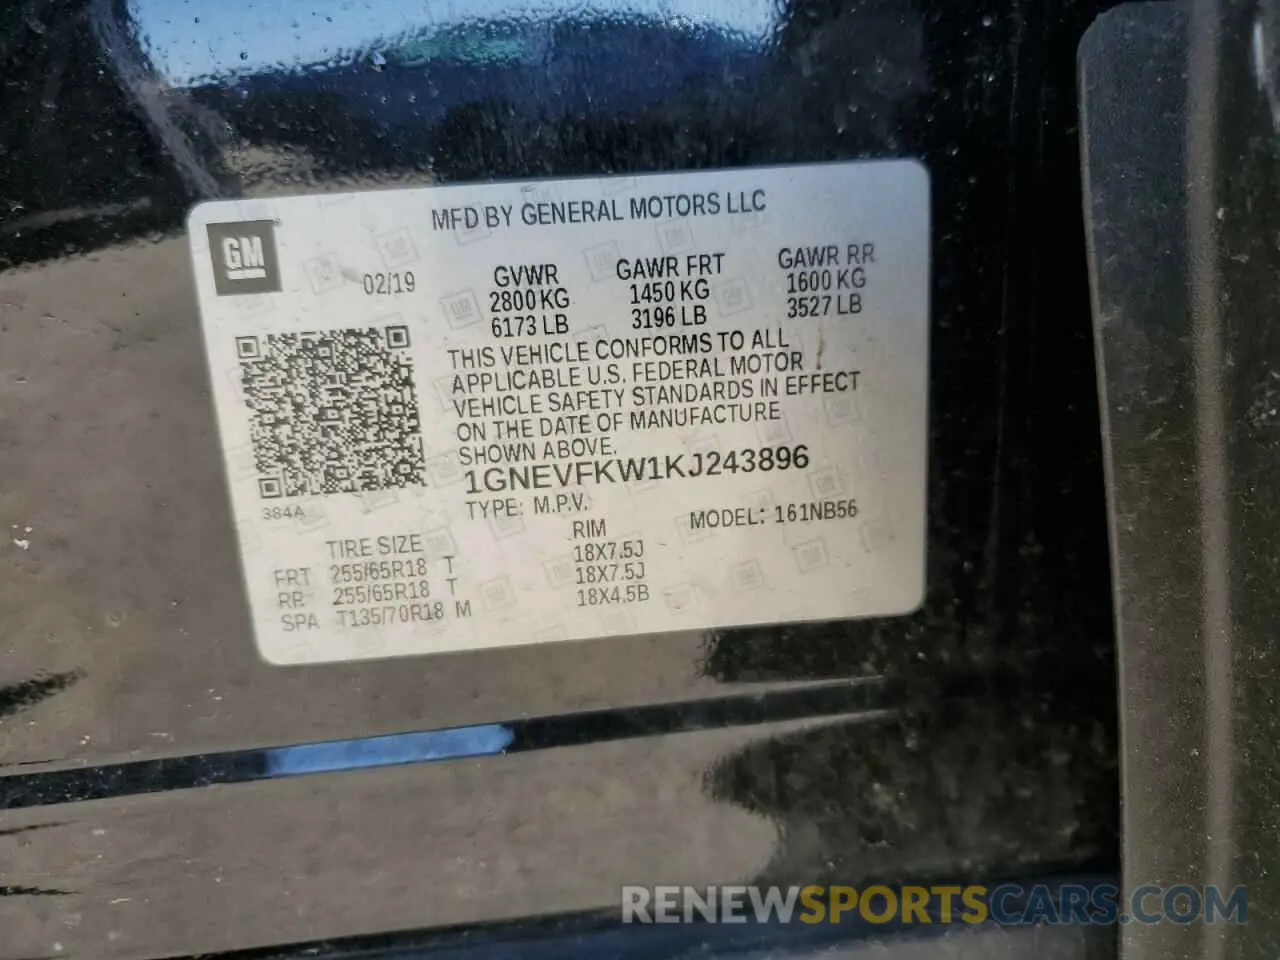 MFD BY GENERAL MOTORS LLC
GM
02/19
GVWR GAWR FRT GAWR RR
2800 KG 1450 KG 1600 KG
6173 LB 3196 LB 3527 LB
THIS VEHICLE CONFORMS TO ALL
APPLICABLE U.S. FEDERAL MOTOR
VEHICLE SAFETY STANDARDS IN EFFECT
ON THE DATE OF MANUFACTURE
SHOWN ABOVE.
1GNEVFKW1KJ243896
384A
TYPE: M.P.V. MODEL: 161NB56
TIRE SIZE RIM
FRT 255/65R18 T 18X7.5J
RR 255/65R18 T 18X7.5J
SPA T135/70R18 M 18X4.5B
RENEWSPORTSCARS.COM